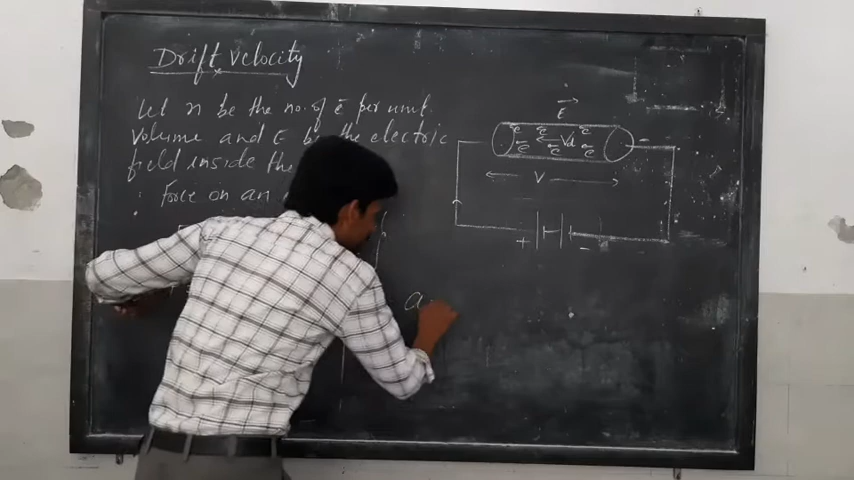 Drift velocity
Let n be the no. of ē per unit
volume and E be the electric
field inside the
∴ Force on an
a
E
ē ē ē
← Vd
ē ē ē
V
+ -
-